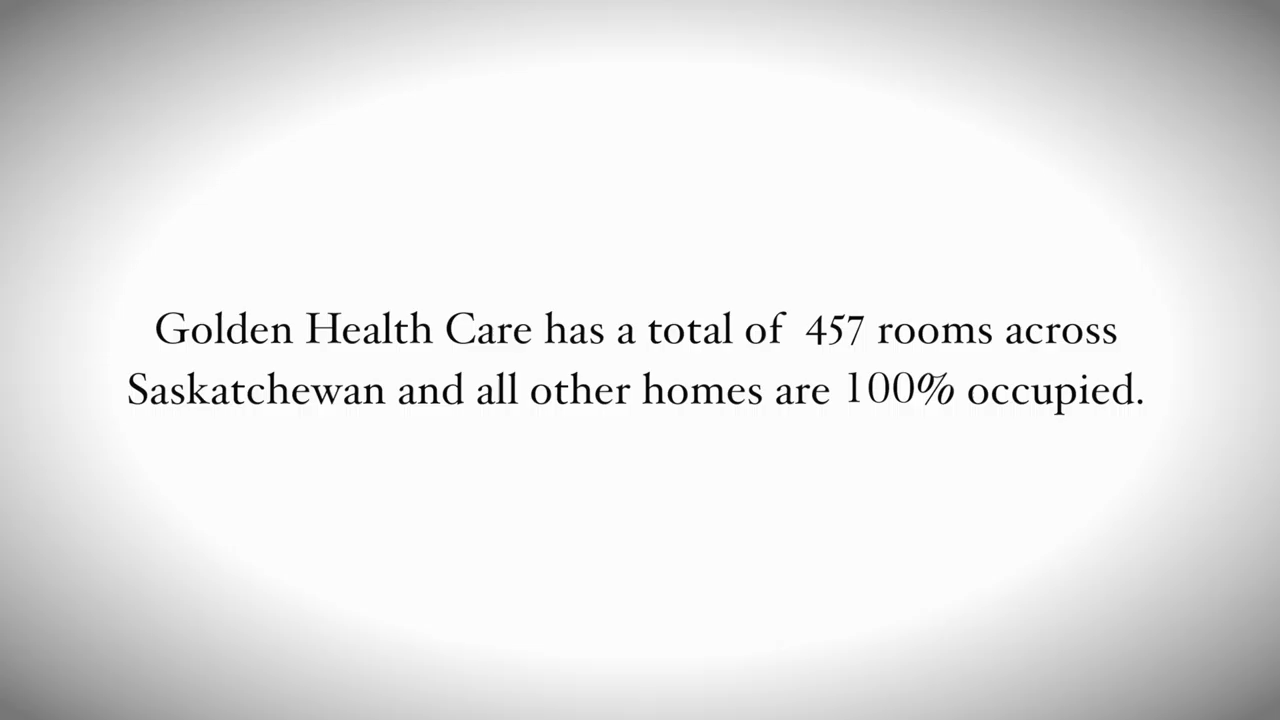 Golden Health Care has a total of 457 rooms across
Saskatchewan and all other homes are 100% occupied.